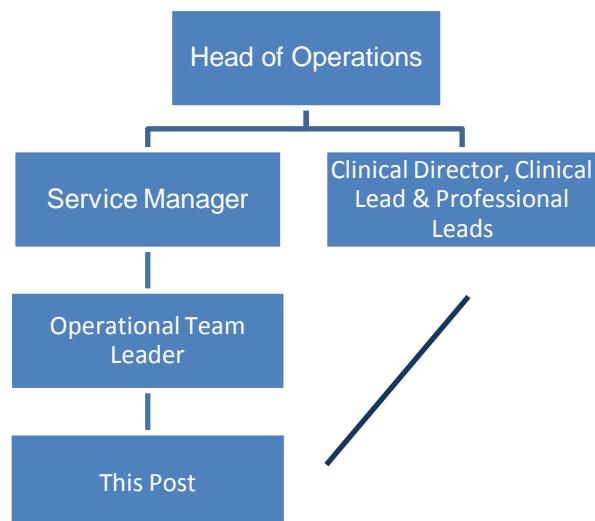 Head of Operations
Service Manager
Clinical Director, Clinical
Lead & Professional
Leads
Operational Team
Leader
This Post